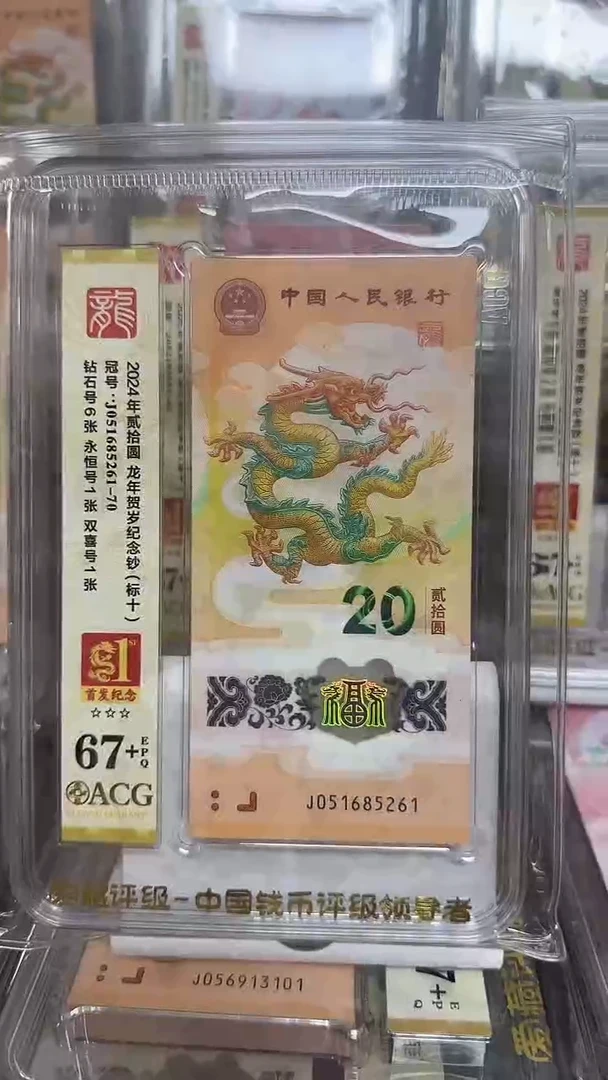 中国人民银行
龍
2024年贰拾圆 龙年贺岁纪念钞(标十)
冠号:J051685261-70
钻石号6张 永恒号1张 双喜号1张
1ST
首发纪念
☆☆☆
67+
EPQ
ACG
20
贰拾圆
福
J051685261
评级-中国钱币评级领导者
J056913101
7+
EPQ